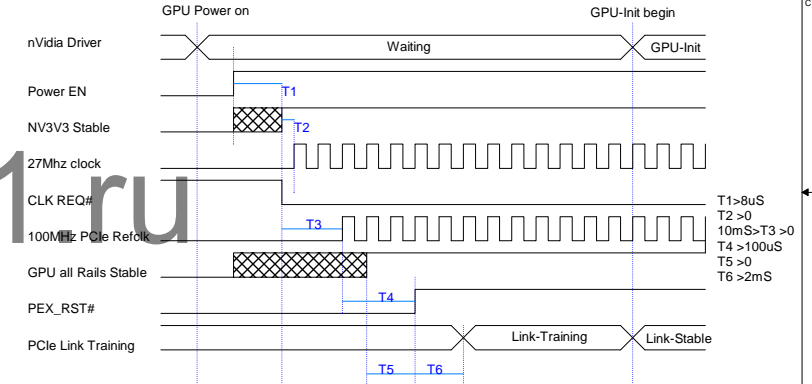 GPU Power on
GPU-Init begin
nVidia Driver
Waiting
GPU-Init
Power EN
T1
NV3V3 Stable
T2
27Mhz clock
CLK REQ#
T1>8uS
T2 >0
T3
10mS>T3 >0
100MHz PCIe Refclk
T4 >100uS
T5 >0
GPU all Rails Stable
T6 >2mS
T4
PEX_RST#
PCIe Link Training
Link-Training
Link-Stable
T5
T6
1.ru
C